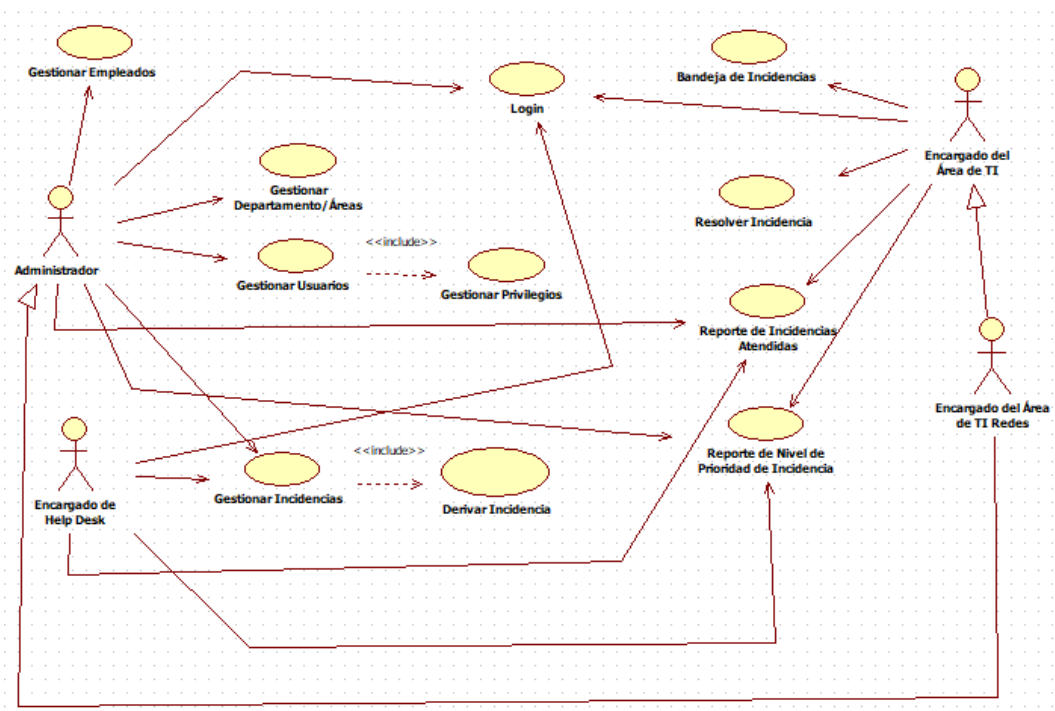 Gestionar Empleados
Bandeja de Incidencias
Login
Encargado del
Área de TI
Gestionar
Departamento/Áreas
Resolver Incidencia
<<include>>
Administrador
Gestionar Usuarios
Gestionar Privilegios
Reporte de Incidencias
Atendidas
Encargado del Área
de TI Redes
<<include>>
Reporte de Nivel de
Prioridad de Incidencia
Encargado de
Help Desk
Gestionar Incidencias
Derivar Incidencia